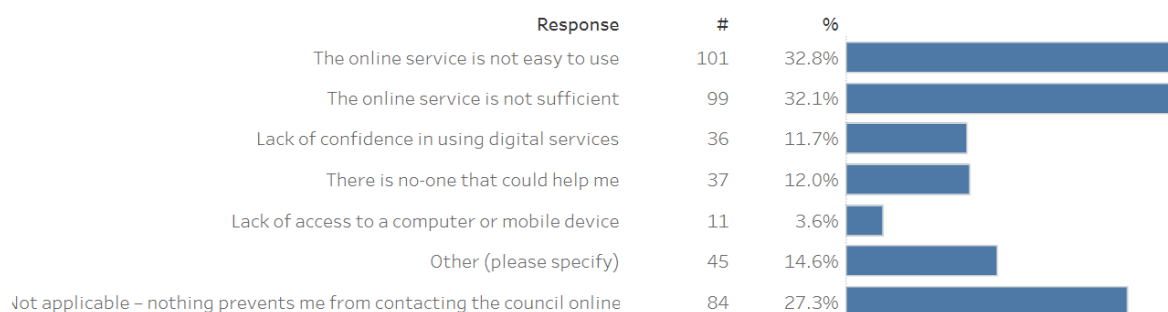 Response # %
The online service is not easy to use 101 32.8%
The online service is not sufficient 99 32.1%
Lack of confidence in using digital services 36 11.7%
There is no-one that could help me 37 12.0%
Lack of access to a computer or mobile device 11 3.6%
Other (please specify) 45 14.6%
Not applicable – nothing prevents me from contacting the council online 84 27.3%